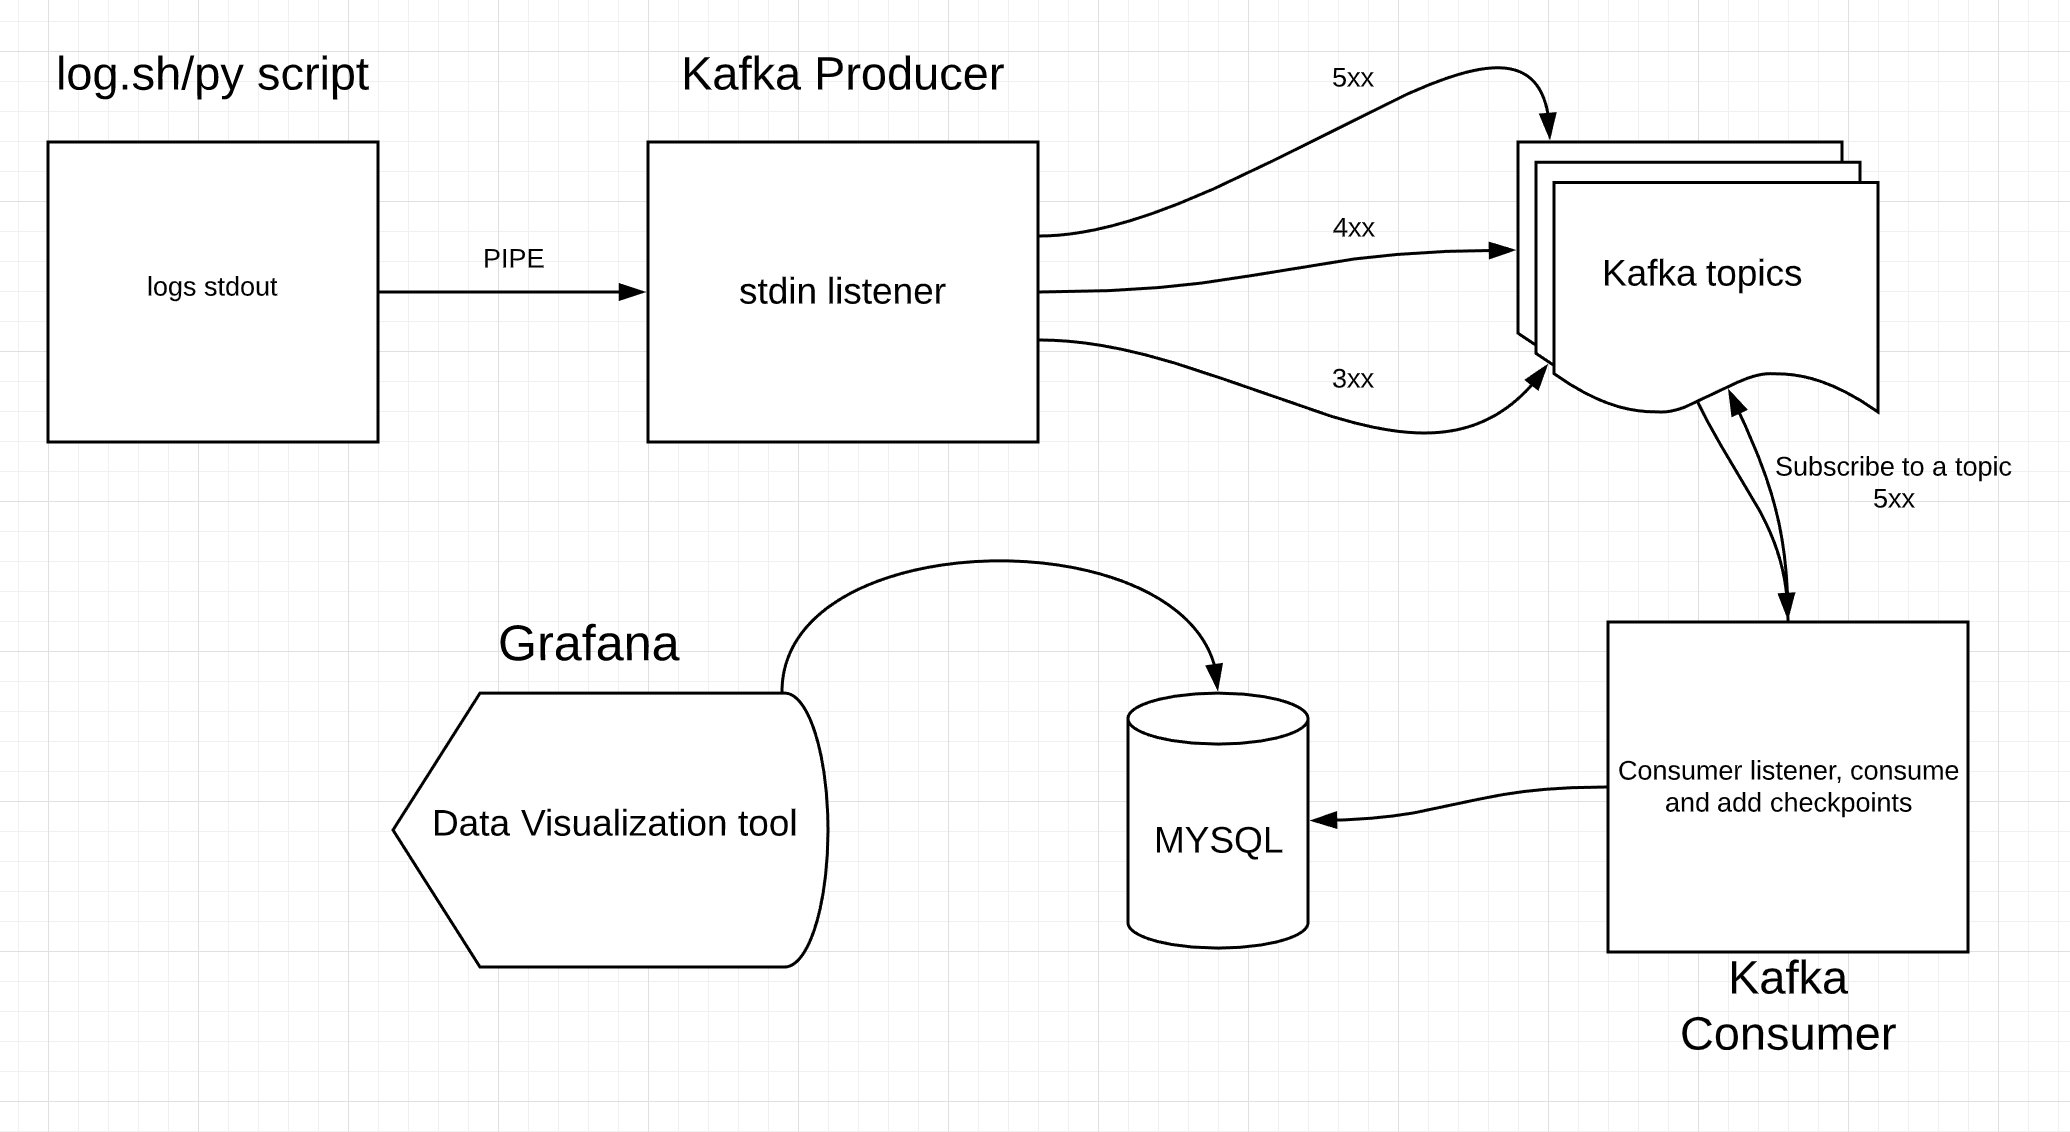 log.sh/py script
Kafka Producer
5xx
logs stdout
PIPE
stdin listener
4xx
Kafka topics
3xx
Subscribe to a topic
5xx
Grafana
Data Visualization tool
MYSQL
Consumer listener, consume
and add checkpoints
Kafka
Consumer